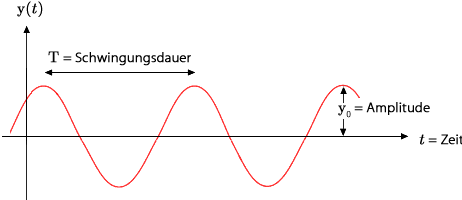 y(t)
T = Schwingungsdauer
y₀ = Amplitude
t = Zeit